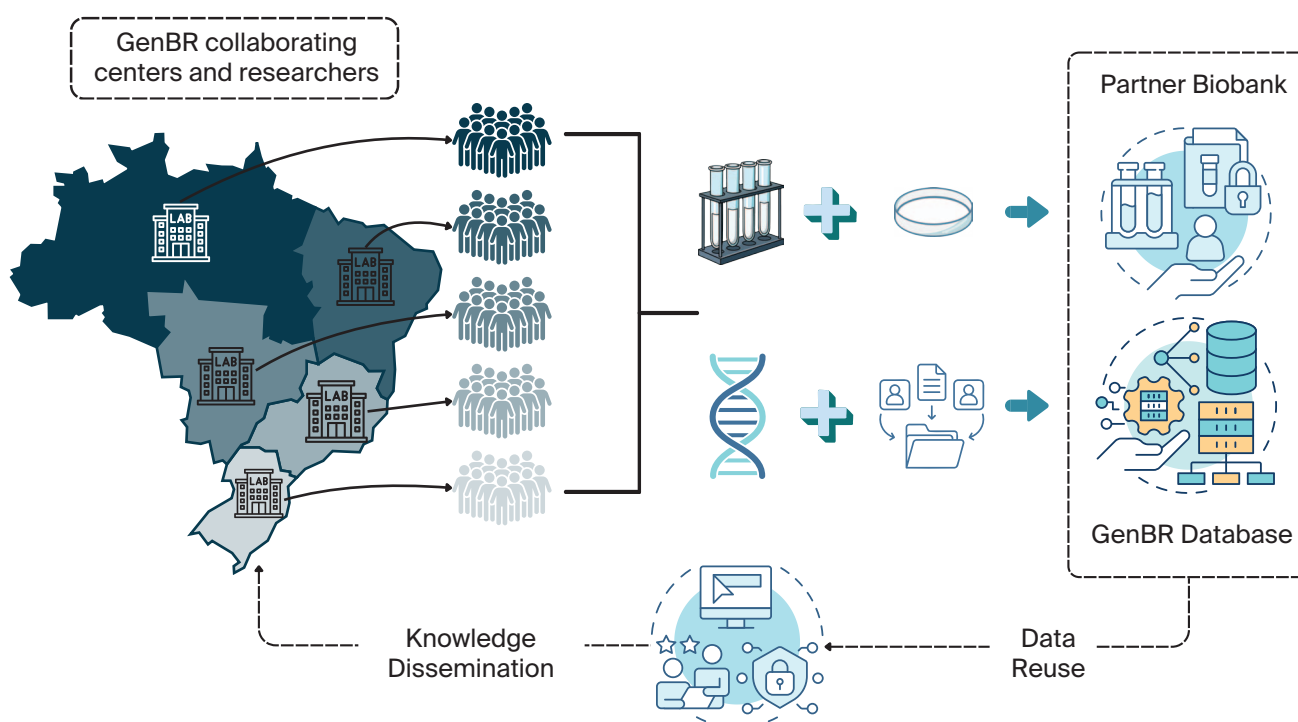 GenBR collaborating
centers and researchers
LAB
LAB
LAB
LAB
LAB
Partner Biobank
GenBR Database
Knowledge
Dissemination
Data
Reuse